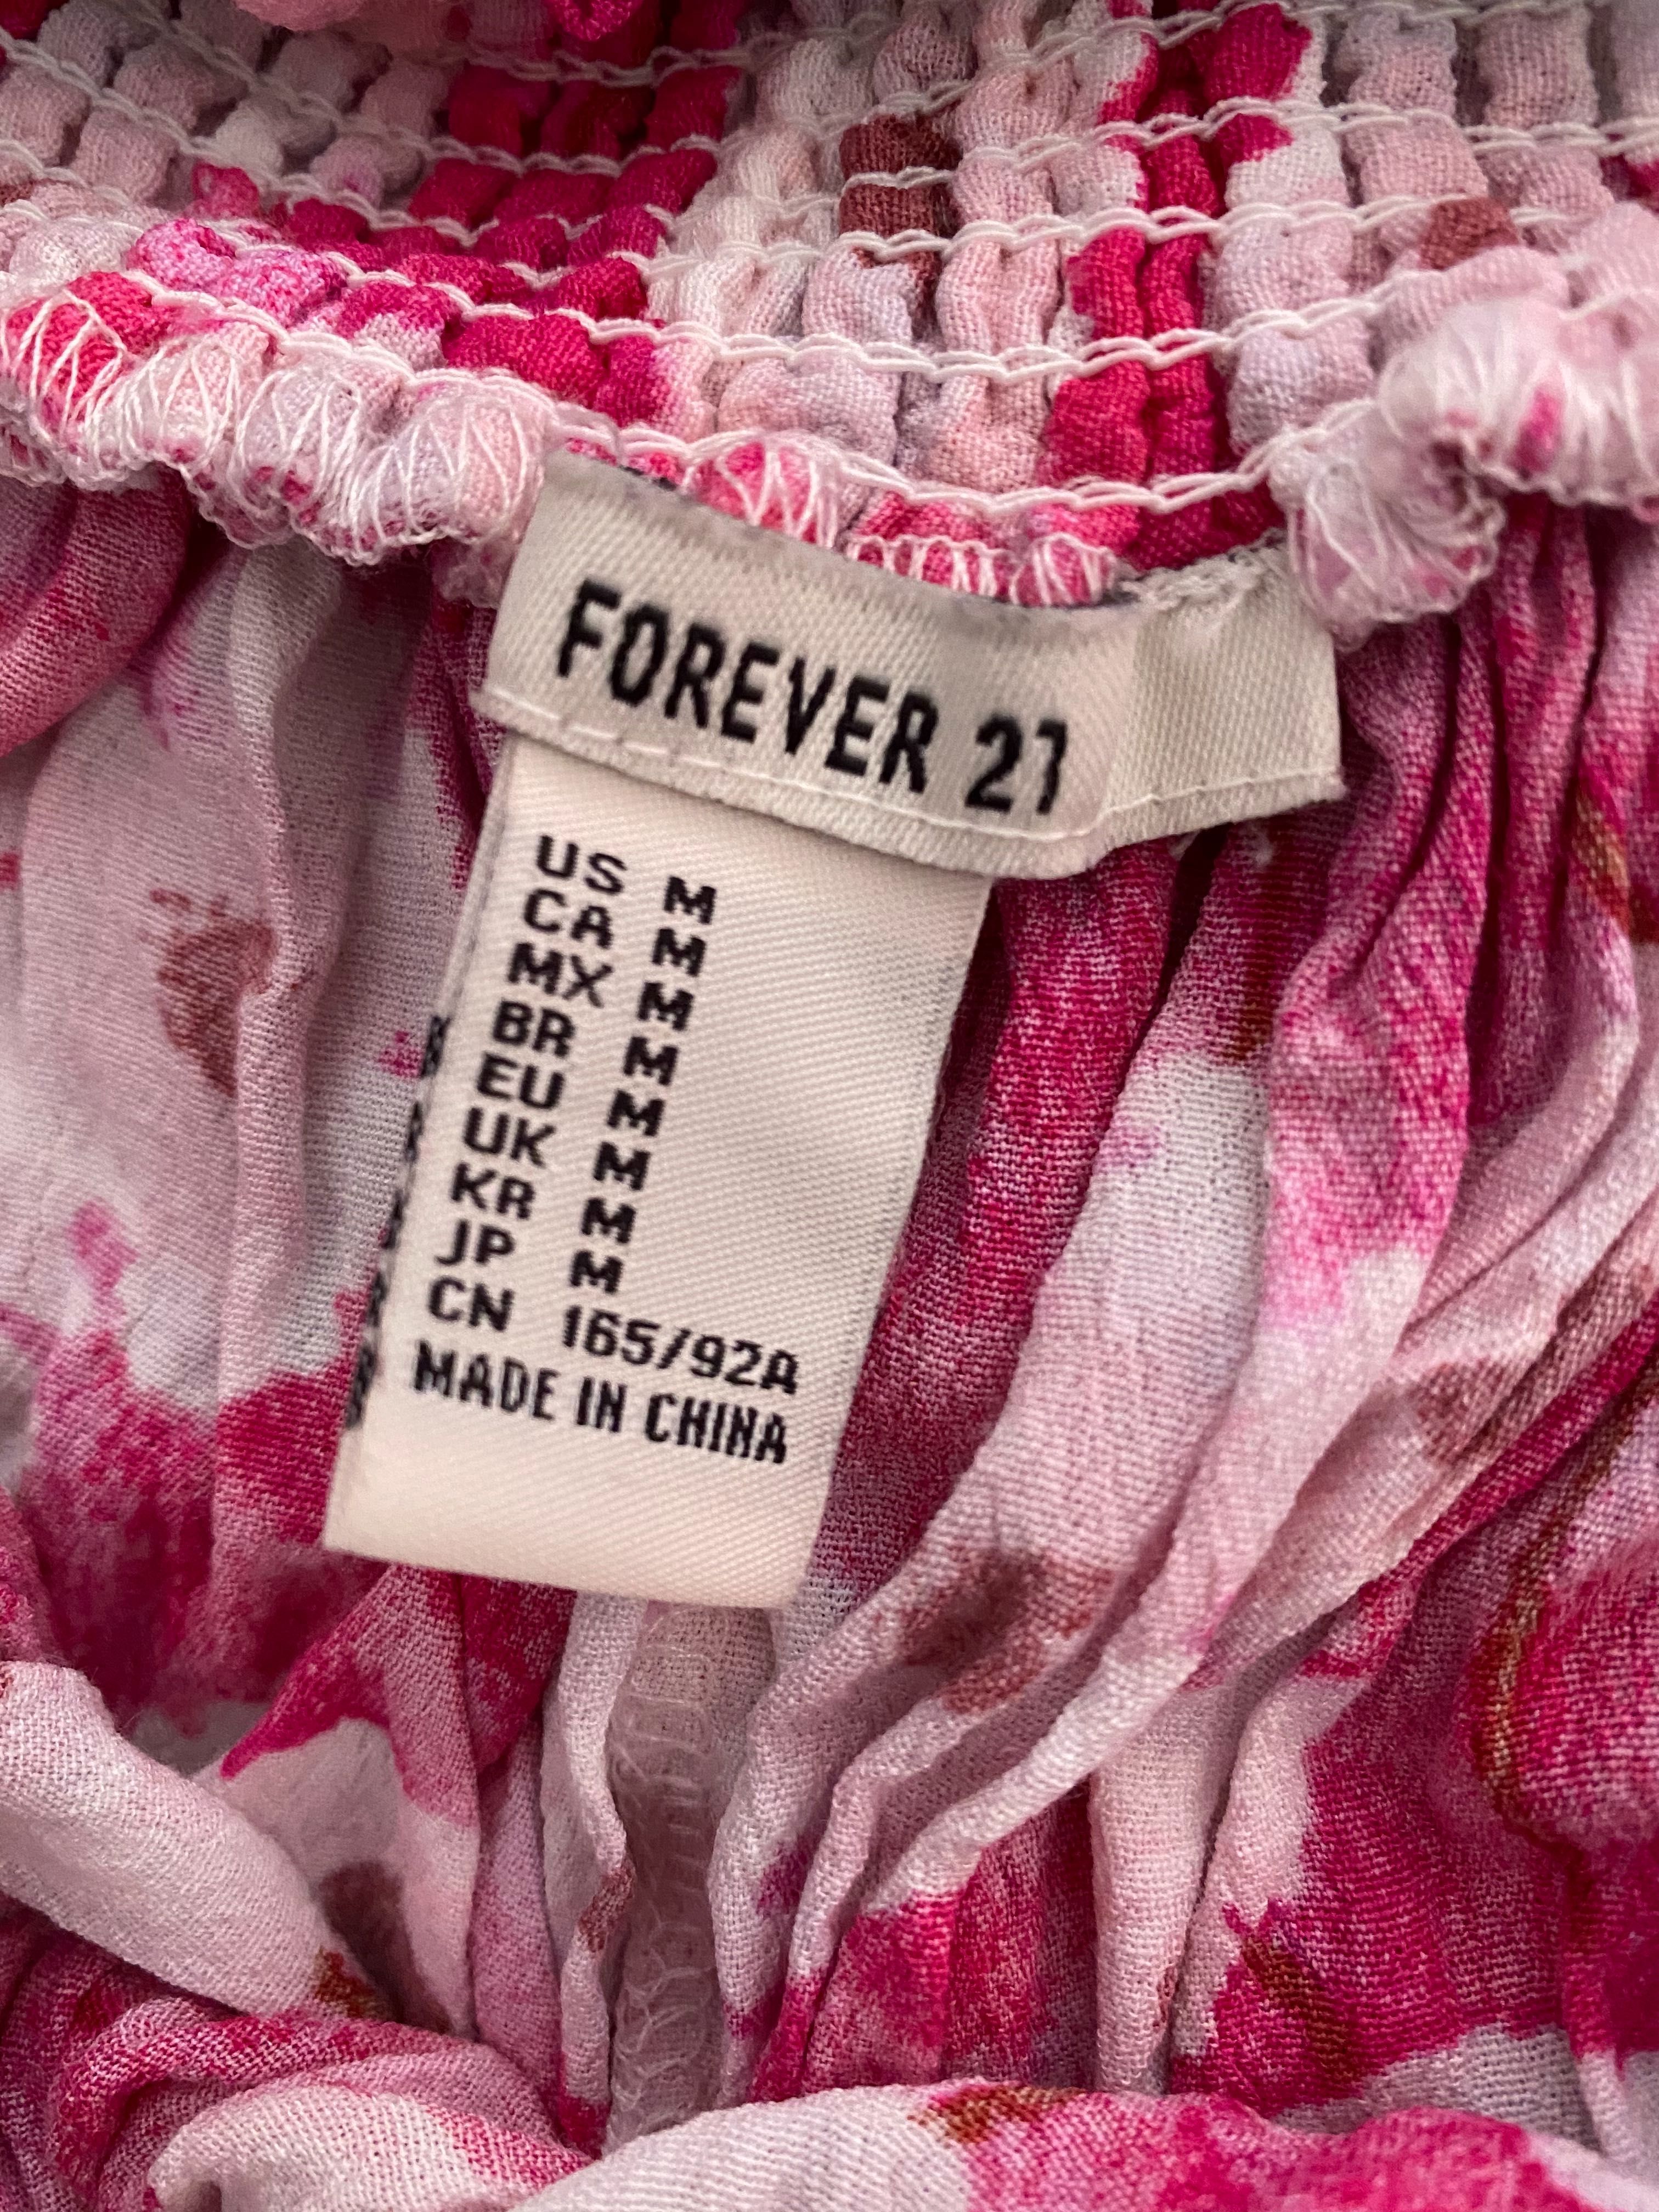 FOREVER 21
US M
CA M
MX M
BR M
EU M
UK M
KR M
JP M
CN 165/92A
MADE IN CHINA